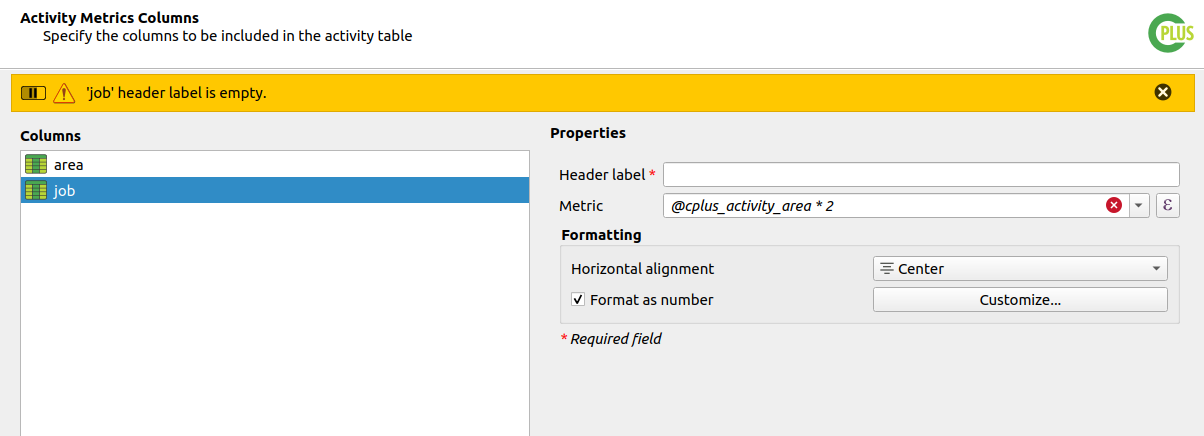 Activity Metrics Columns
Specify the columns to be included in the activity table
PLUS
'job' header label is empty.
Columns
area
job
Properties
Header label *
Metric @cplus_activity_area * 2 ε
Formatting
Horizontal alignment Center
Format as number Customize...
* Required field